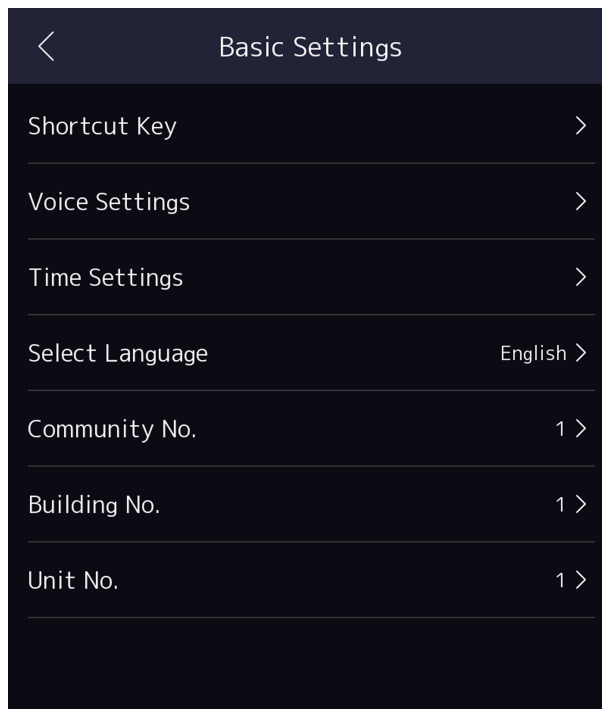 Basic Settings
Shortcut Key
Voice Settings
Time Settings
Select Language English
Community No. 1
Building No. 1
Unit No. 1